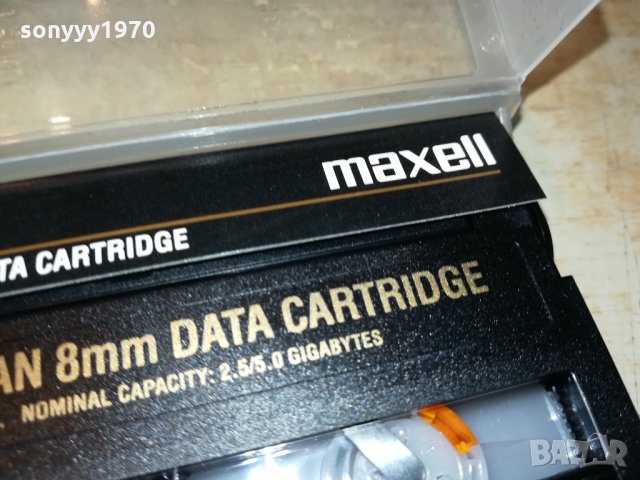 sonyyy1970
maxell
TA CARTRIDGE
AN 8mm DATA CARTRIDGE
NOMINAL CAPACITY: 2.5/5.0 GIGABYTES
BAZAR